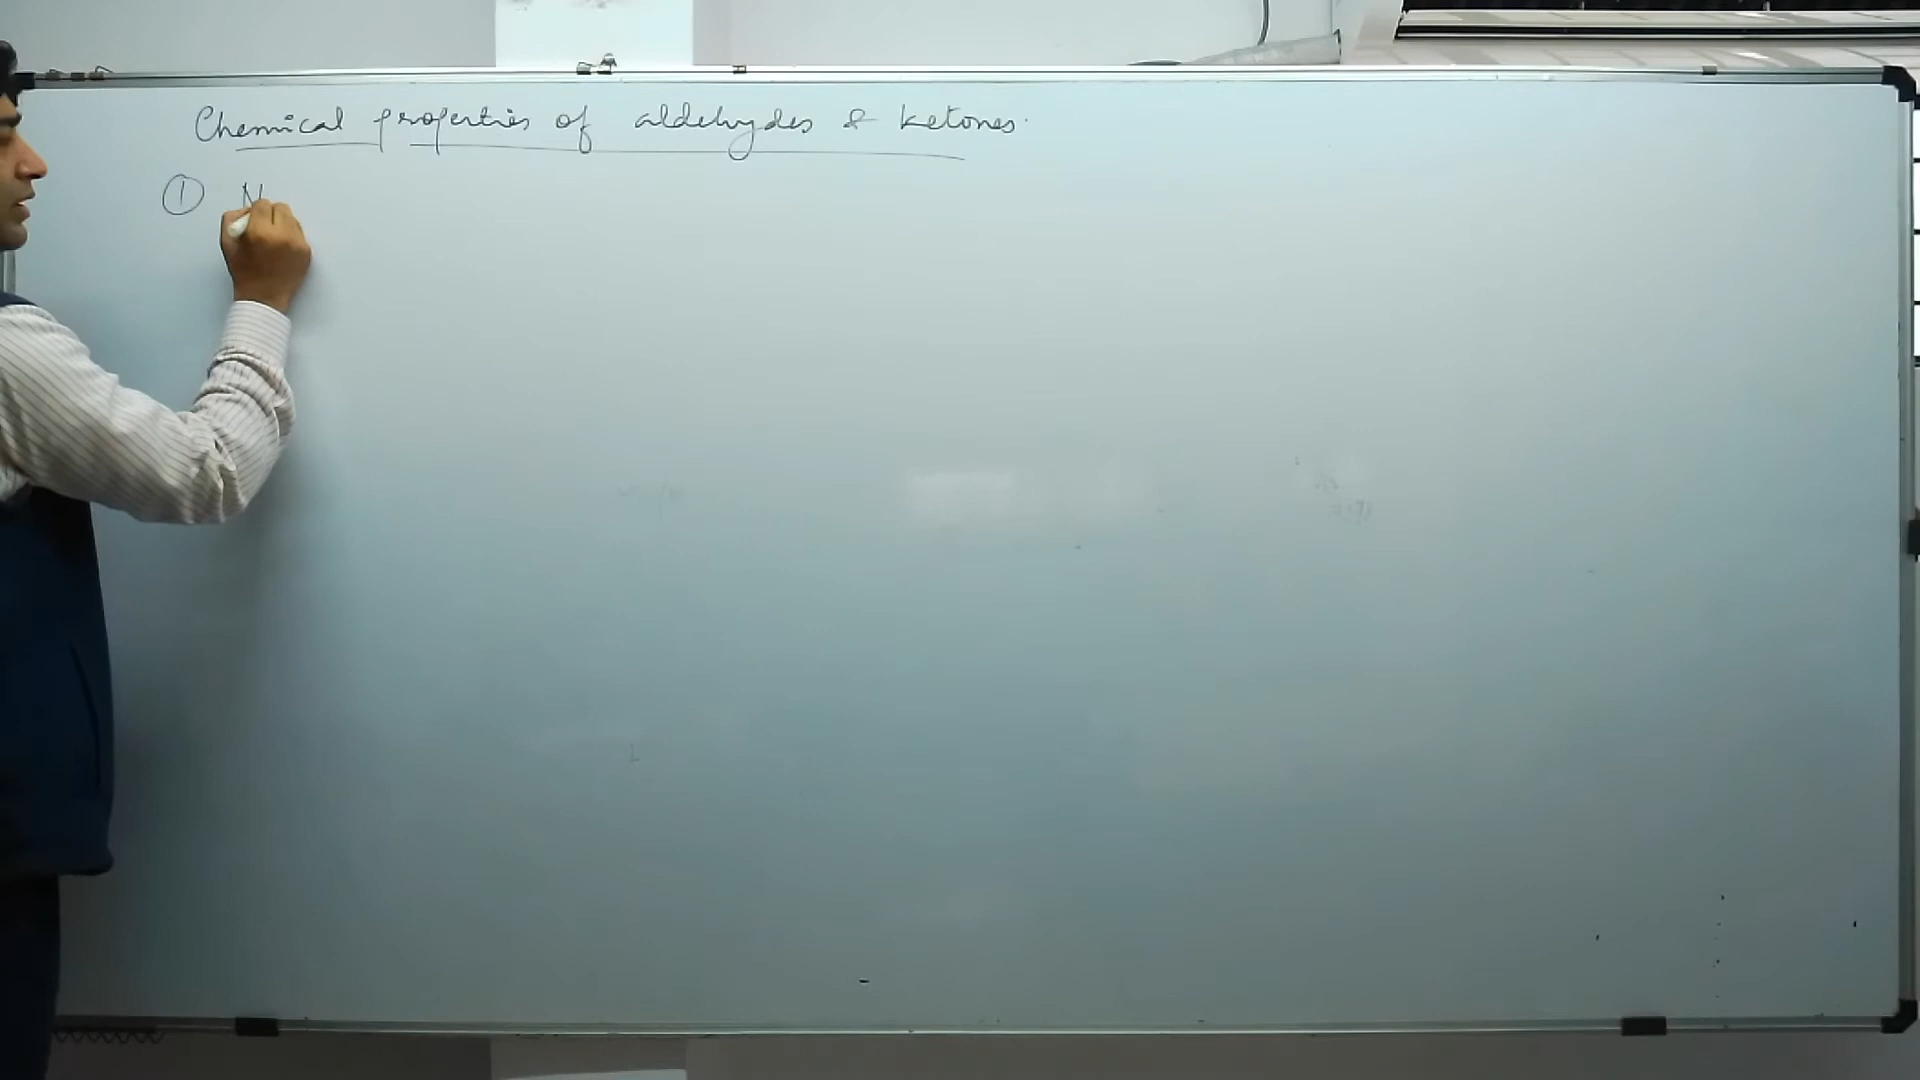 Chemical properties of aldehydes & ketones.
① N